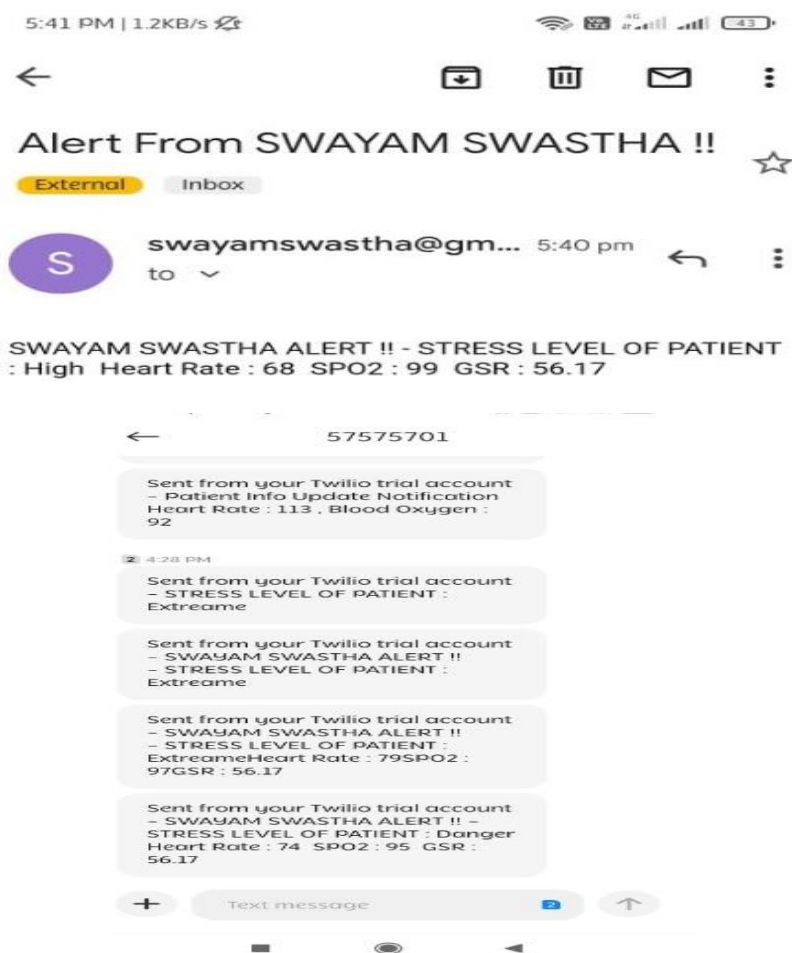 5:41 PM | 1.2KB/s
Vo LTE 4G 43
Alert From SWAYAM SWASTHA !!
External Inbox
S
swayamswastha@gm... 5:40 pm
to
SWAYAM SWASTHA ALERT !! - STRESS LEVEL OF PATIENT
: High Heart Rate : 68 SPO2 : 99 GSR : 56.17
57575701
Sent from your Twilio trial account
- Patient Info Update Notification
Heart Rate : 113 , Blood Oxygen :
92
2 4:28 PM
Sent from your Twilio trial account
- STRESS LEVEL OF PATIENT :
Extreame
Sent from your Twilio trial account
- SWAYAM SWASTHA ALERT !!
- STRESS LEVEL OF PATIENT :
Extreame
Sent from your Twilio trial account
- SWAYAM SWASTHA ALERT !!
- STRESS LEVEL OF PATIENT :
ExtreameHeart Rate : 79SPO2 :
97GSR : 56.17
Sent from your Twilio trial account
- SWAYAM SWASTHA ALERT !! -
STRESS LEVEL OF PATIENT : Danger
Heart Rate : 74 SPO2 : 95 GSR :
56.17
Text message 2